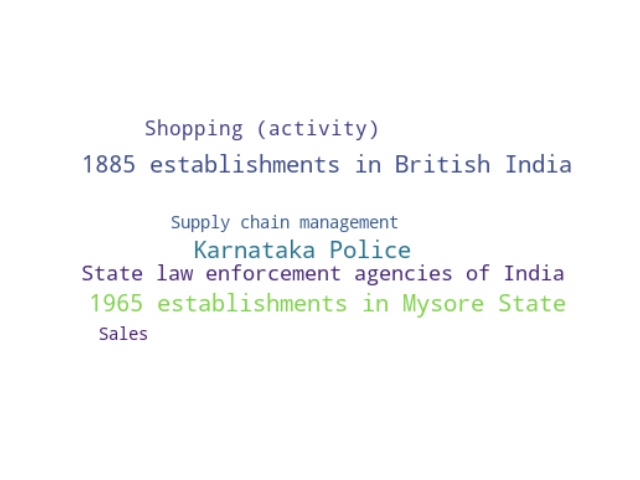 Shopping (activity)
1885 establishments in British India
Supply chain management
Karnataka Police
State law enforcement agencies of India
1965 establishments in Mysore State
Sales